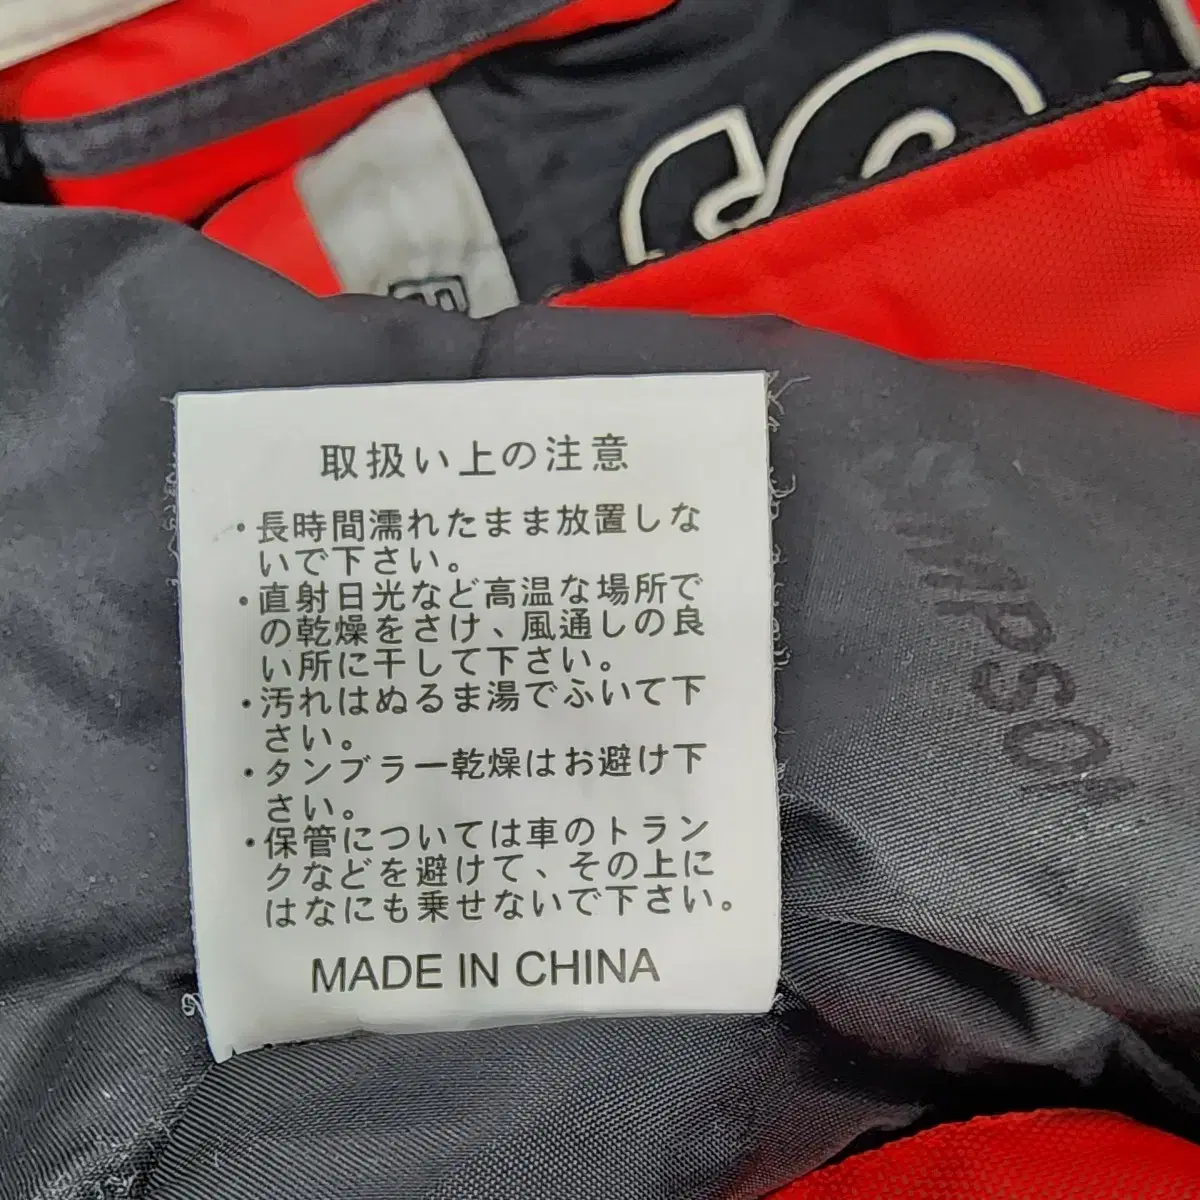 取扱い上の注意
・長時間濡れたまま放置しな
いで下さい。
・直射日光など高温な場所で
の乾燥をさけ、風通しの良
い所に干して下さい。
・汚れはぬるま湯でふいて下
さい。
・タンブラー乾燥はお避け下
さい。
・保管については車のトラン
クなどを避けて、その上に
はなにも乗せないで下さい。
MADE IN CHINA